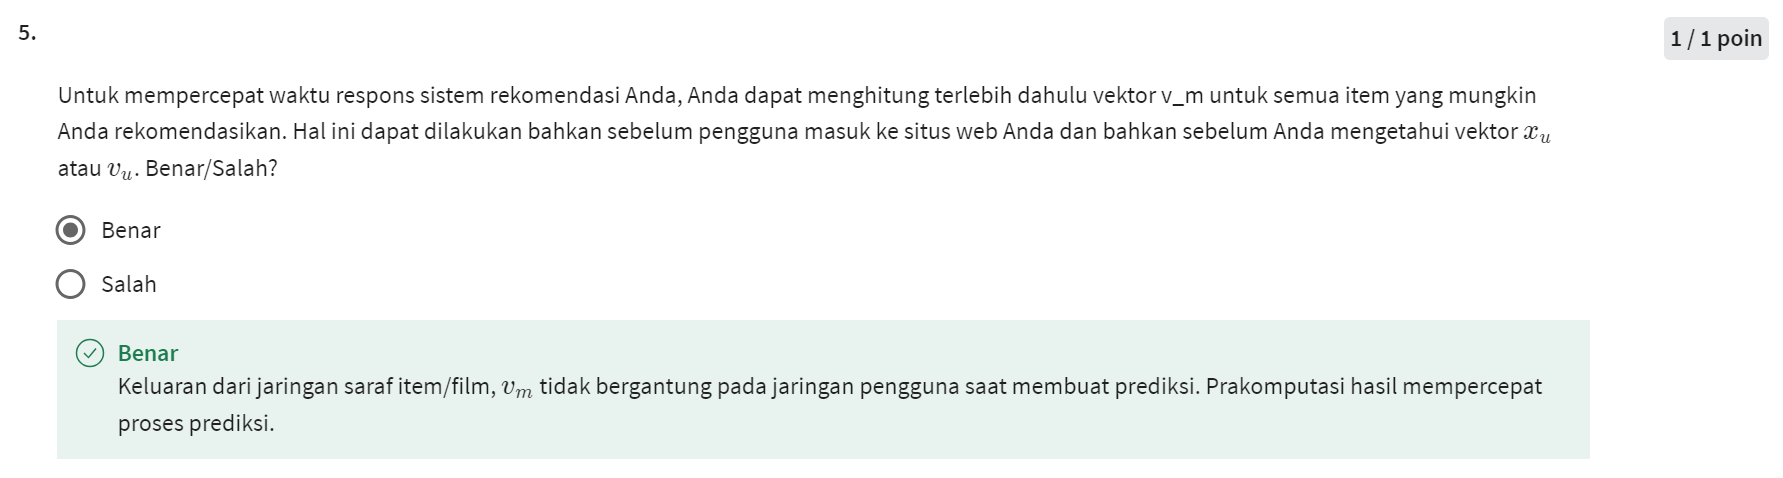 5.
1 / 1 poin
Untuk mempercepat waktu respons sistem rekomendasi Anda, Anda dapat menghitung terlebih dahulu vektor v_m untuk semua item yang mungkin
Anda rekomendasikan. Hal ini dapat dilakukan bahkan sebelum pengguna masuk ke situs web Anda dan bahkan sebelum Anda mengetahui vektor $x_u$
atau $v_u$. Benar/Salah?
Benar
Salah
Benar
Keluaran dari jaringan saraf item/film, $v_m$ tidak bergantung pada jaringan pengguna saat membuat prediksi. Prakomputasi hasil mempercepat
proses prediksi.